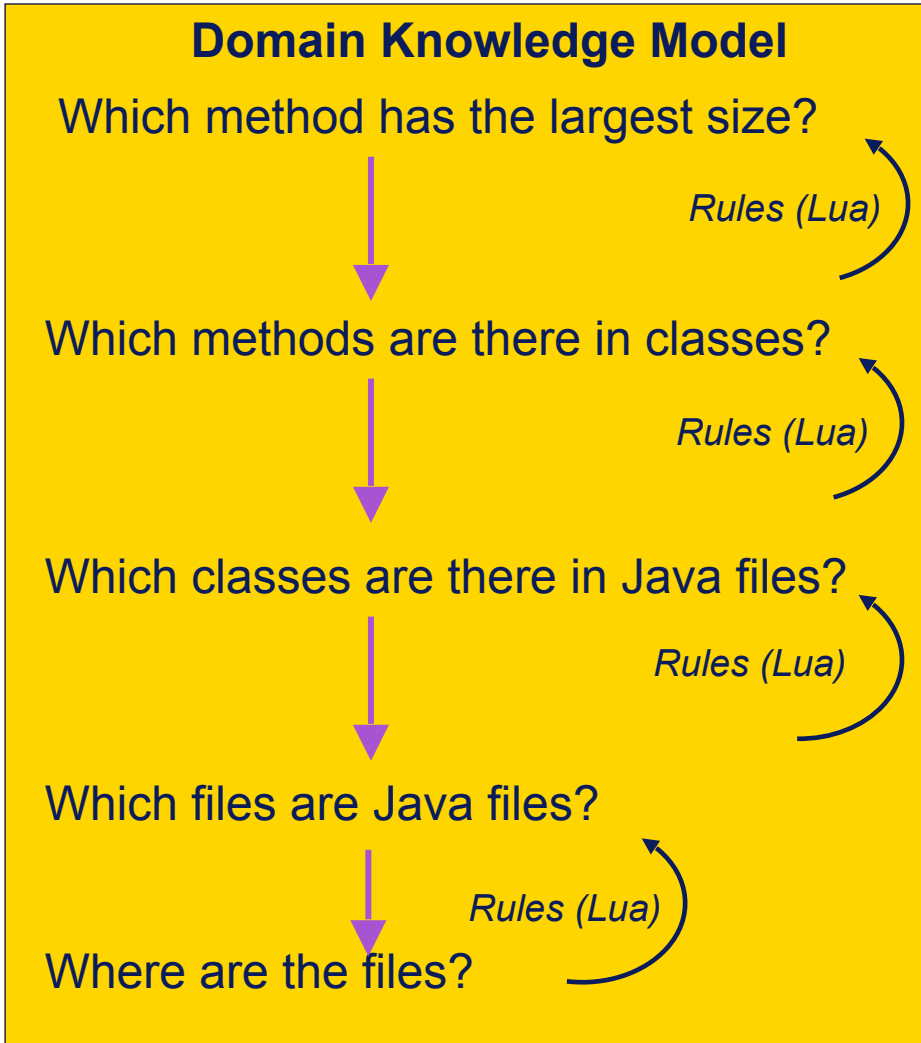 Domain Knowledge Model
Which method has the largest size?
Rules (Lua)
Which methods are there in classes?
Rules (Lua)
Which classes are there in Java files?
Rules (Lua)
Which files are Java files?
Rules (Lua)
Where are the files?